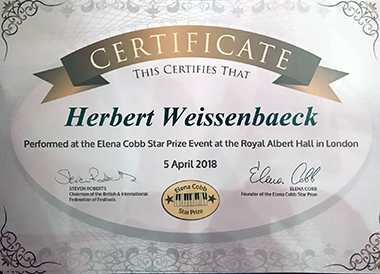 CERTIFICATE
THIS CERTIFIES THAT
Herbert Weissenbaeck
Performed at the Elena Cobb Star Prize Event at the Royal Albert Hall in London
5 April 2018
Elena Cobb
STEVEN ROBERTS
Chairman of the British & International
Federation of Festivals
Elena Cobb
Star Prize
ELENA COBB
Founder of the Elena Cobb Star Prize